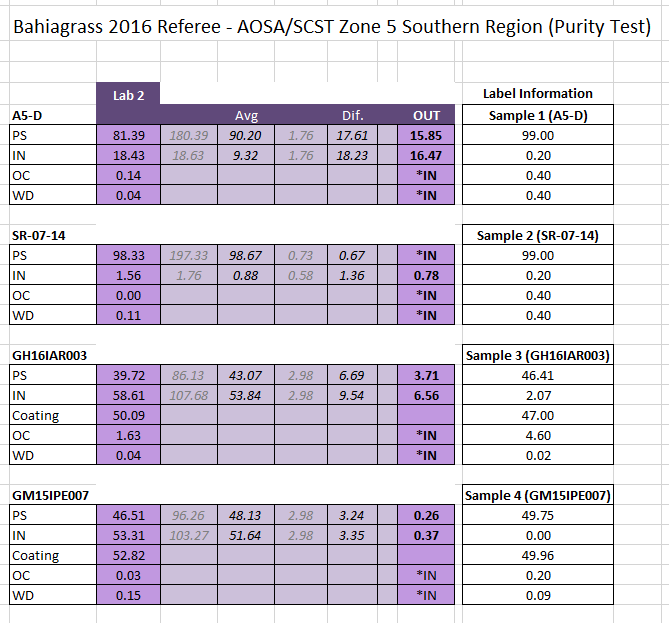 Bahiagrass 2016 Referee - AOSA/SCST Zone 5 Southern Region (Purity Test)
Lab 2 Label Information
A5-D Avg Dif. OUT Sample 1 (A5-D)
PS 81.39 180.39 90.20 1.76 17.61 15.85 99.00
IN 18.43 18.63 9.32 1.76 18.23 16.47 0.20
OC 0.14 *IN 0.40
WD 0.04 *IN 0.40
SR-07-14 Sample 2 (SR-07-14)
PS 98.33 197.33 98.67 0.73 0.67 *IN 99.00
IN 1.56 1.76 0.88 0.58 1.36 0.78 0.20
OC 0.00 *IN 0.40
WD 0.11 *IN 0.40
GH16IAR003 Sample 3 (GH16IAR003)
PS 39.72 86.13 43.07 2.98 6.69 3.71 46.41
IN 58.61 107.68 53.84 2.98 9.54 6.56 2.07
Coating 50.09 47.00
OC 1.63 *IN 4.60
WD 0.04 *IN 0.02
GM15IPE007 Sample 4 (GM15IPE007)
PS 46.51 96.26 48.13 2.98 3.24 0.26 49.75
IN 53.31 103.27 51.64 2.98 3.35 0.37 0.00
Coating 52.82 49.96
OC 0.03 *IN 0.20
WD 0.15 *IN 0.09